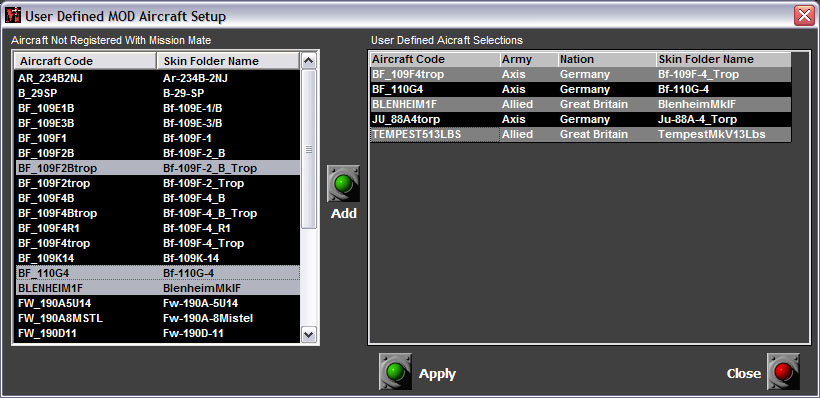 User Defined MOD Aircraft Setup
Aircraft Not Registered With Mission Mate
Aircraft Code Skin Folder Name
AR_234B2NJ Ar-234B-2NJ
B_29SP B-29-SP
BF_109E1B Bf-109E-1/B
BF_109E3B Bf-109E-3/B
BF_109F1 Bf-109F-1
BF_109F2B Bf-109F-2_B
BF_109F2Btrop Bf-109F-2_B_Trop
BF_109F2trop Bf-109F-2_Trop
BF_109F4B Bf-109F-4_B
BF_109F4Btrop Bf-109F-4_B_Trop
BF_109F4R1 Bf-109F-4_R1
BF_109F4trop Bf-109F-4_Trop
BF_109K14 Bf-109K-14
BF_110G4 Bf-110G-4
BLENHEIM1F BlenheimMkIF
FW_190A5U14 Fw-190A-5U14
FW_190A8MSTL Fw-190A-8Mistel
FW_190D11 Fw-190D-11
Add
User Defined Aicraft Selections
Aircraft Code Army Nation Skin Folder Name
BF_109F4trop Axis Germany Bf-109F-4_Trop
BF_110G4 Axis Germany Bf-110G-4
BLENHEIM1F Allied Great Britain BlenheimMkIF
JU_88A4torp Axis Germany Ju-88A-4_Torp
TEMPEST513LBS Allied Great Britain TempestMkV13Lbs
Apply
Close